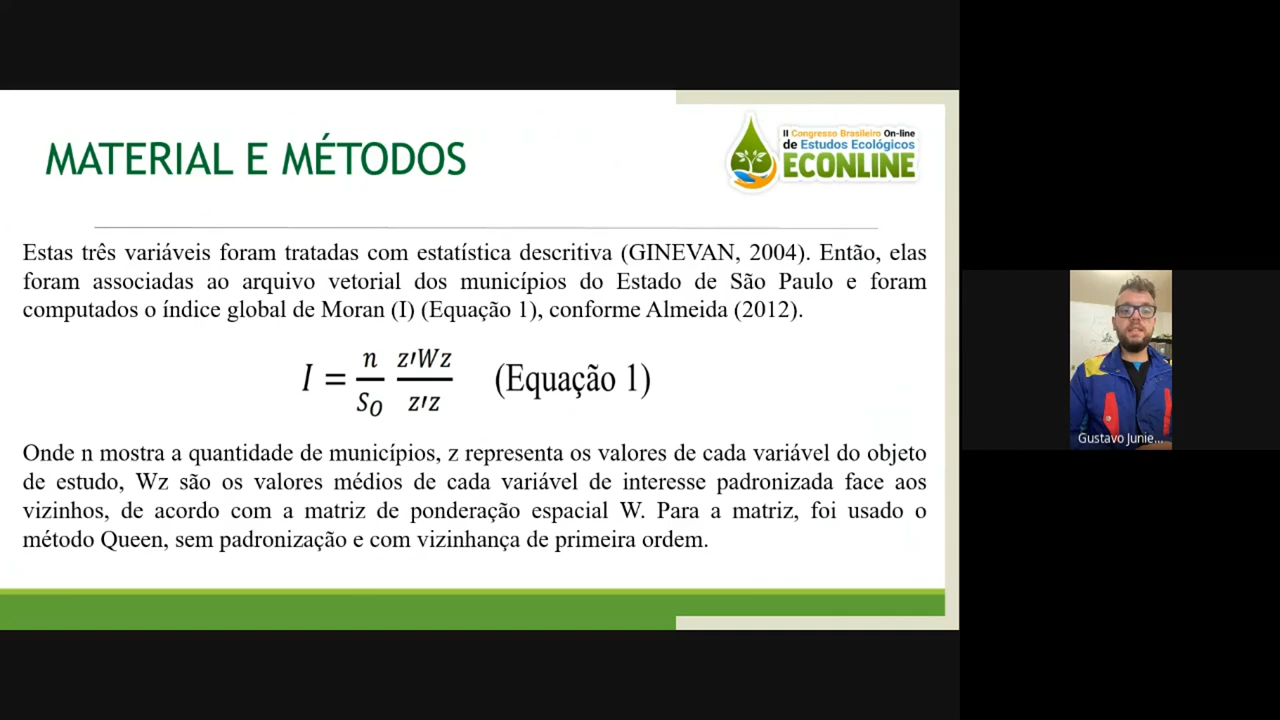 MATERIAL E MÉTODOS
II Congresso Brasileiro On-line
de Estudos Ecológicos
ECONLINE
Estas três variáveis foram tratadas com estatística descritiva (GINEVAN, 2004). Então, elas
foram associadas ao arquivo vetorial dos municípios do Estado de São Paulo e foram
computados o índice global de Moran (I) (Equação 1), conforme Almeida (2012).
I = n/S_O z′Wz/z′z (Equação 1)
Onde n mostra a quantidade de municípios, z representa os valores de cada variável do objeto
de estudo, Wz são os valores médios de cada variável de interesse padronizada face aos
vizinhos, de acordo com a matriz de ponderação espacial W. Para a matriz, foi usado o
método Queen, sem padronização e com vizinhança de primeira ordem.
Gustavo Junie...